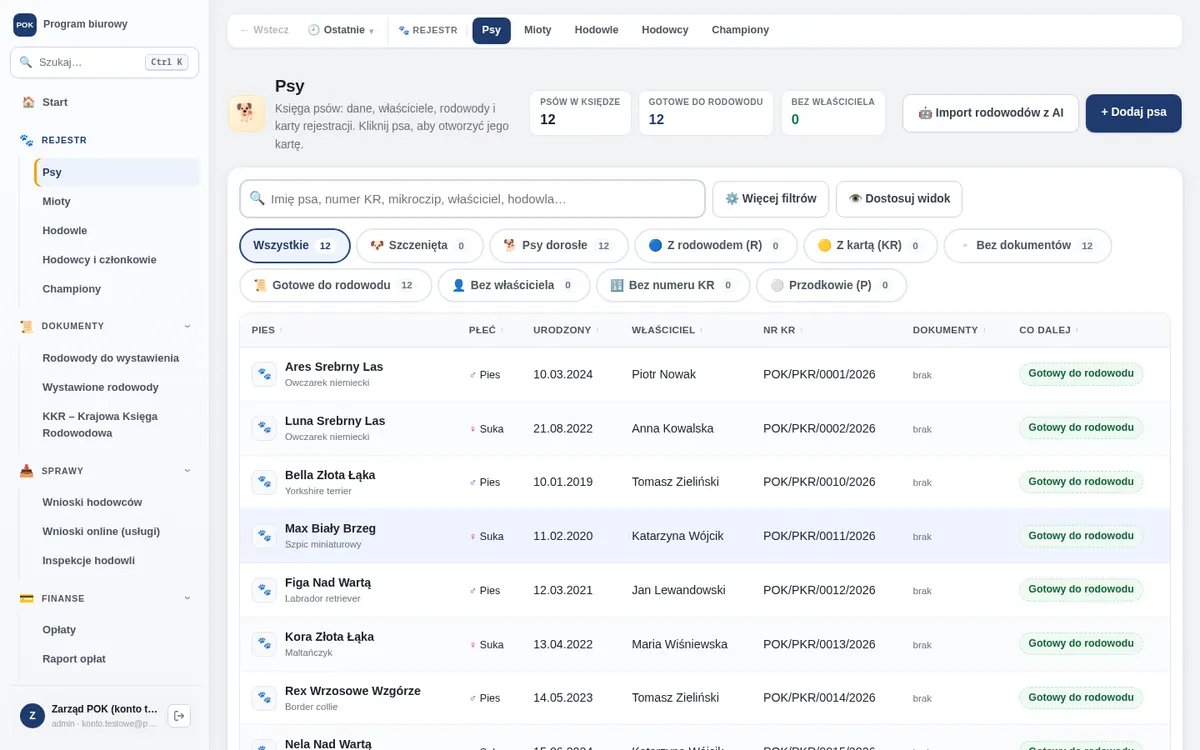 POK Program biurowy
Szukaj… Ctrl K
Start
REJESTR
Psy
Mioty
Hodowle
Hodowcy i członkowie
Championy
DOKUMENTY
Rodowody do wystawienia
Wystawione rodowody
KKR – Krajowa Księga
Rodowodowa
SPRAWY
Wnioski hodowców
Wnioski online (usługi)
Inspekcje hodowli
FINANSE
Opłaty
Raport opłat
Z Zarząd POK (konto t…
admin · konto.testowe@p…
← Wstecz Ostatnie ▾ REJESTR Psy Mioty Hodowle Hodowcy Championy
Psy
Księga psów: dane, właściciele, rodowody i
karty rejestracji. Kliknij psa, aby otworzyć jego
kartę.
PSÓW W KSIĘDZE
12
GOTOWE DO RODOWODU
12
BEZ WŁAŚCICIELA
0
Import rodowodów z AI
+ Dodaj psa
Imię psa, numer KR, mikroczip, właściciel, hodowla…
Więcej filtrów
Dostosuj widok
Wszystkie 12 Szczenięta 0 Psy dorosłe 12 Z rodowodem (R) 0 Z kartą (KR) 0 Bez dokumentów 12
Gotowe do rodowodu 12 Bez właściciela 0 Bez numeru KR 0 Przodkowie (P) 0
PIES PŁEĆ URODZONY WŁAŚCICIEL NR KR DOKUMENTY CO DALEJ
Ares Srebrny Las
Owczarek niemiecki
♂ Pies 10.03.2024 Piotr Nowak POK/PKR/0001/2026 brak Gotowy do rodowodu
Luna Srebrny Las
Owczarek niemiecki
♀ Suka 21.08.2022 Anna Kowalska POK/PKR/0002/2026 brak Gotowy do rodowodu
Bella Złota Łąka
Yorkshire terrier
♂ Pies 10.01.2019 Tomasz Zieliński POK/PKR/0010/2026 brak Gotowy do rodowodu
Max Biały Brzeg
Szpic miniaturowy
♀ Suka 11.02.2020 Katarzyna Wójcik POK/PKR/0011/2026 brak Gotowy do rodowodu
Figa Nad Wartą
Labrador retriever
♂ Pies 12.03.2021 Jan Lewandowski POK/PKR/0012/2026 brak Gotowy do rodowodu
Kora Złota Łąka
Maltańczyk
♀ Suka 13.04.2022 Maria Wiśniewska POK/PKR/0013/2026 brak Gotowy do rodowodu
Rex Wrzosowe Wzgórze
Border collie
♂ Pies 14.05.2023 Tomasz Zieliński POK/PKR/0014/2026 brak Gotowy do rodowodu
Nela Nad Wartą